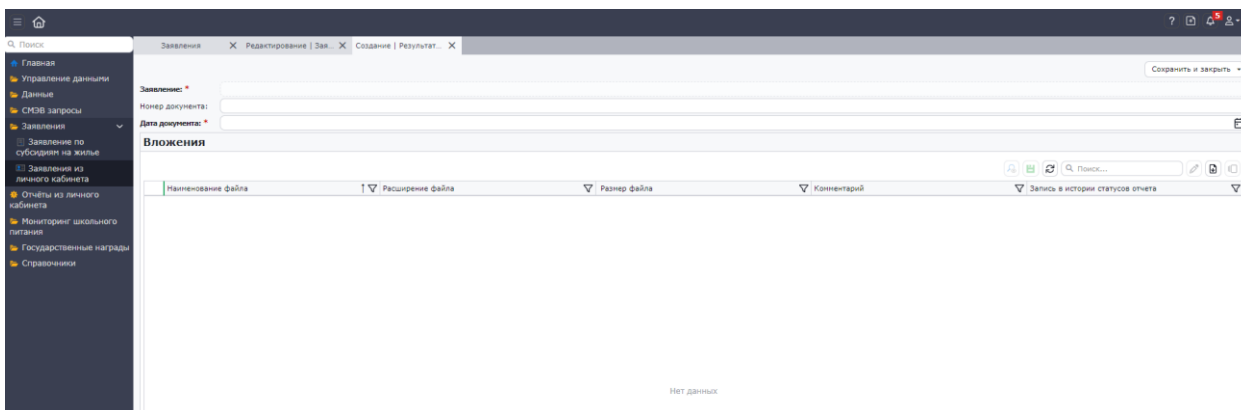 ? 5
Поиск
Заявления Редактирование | Зая... Создание | Результат...
Главная
Сохранить и закрыть
Управление данными
Данные
Заявление: *
СМЭВ запросы
Номер документа:
Заявления
Дата документа: *
Заявление по
субсидиям на жилье
Вложения
Заявления из
личного кабинета
Поиск...
Наименование файла Расширение файла Размер файла Комментарий Запись в истории статусов отчета
Отчёты из личного
кабинета
Мониторинг школьного
питания
Государственные награды
Справочники
Нет данных